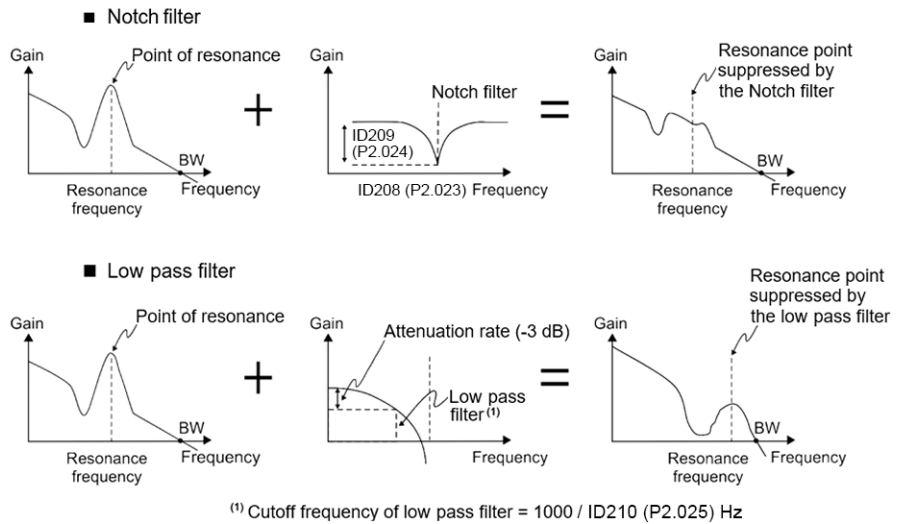 ■ Notch filter
Gain
Point of resonance
BW
Resonance
frequency
Frequency
+
Notch filter
ID209
(P2.024)
ID208 (P2.023) Frequency
=
Gain
Resonance point
suppressed by
the Notch filter
BW
Resonance
frequency
Frequency
■ Low pass filter
Gain
Point of resonance
BW
Resonance
frequency
Frequency
+
Gain
Attenuation rate (-3 dB)
Low pass
filter(1)
Frequency
=
Gain
Resonance point
suppressed by
the low pass filter
BW
Resonance
frequency
Frequency
(1) Cutoff frequency of low pass filter = 1000 / ID210 (P2.025) Hz